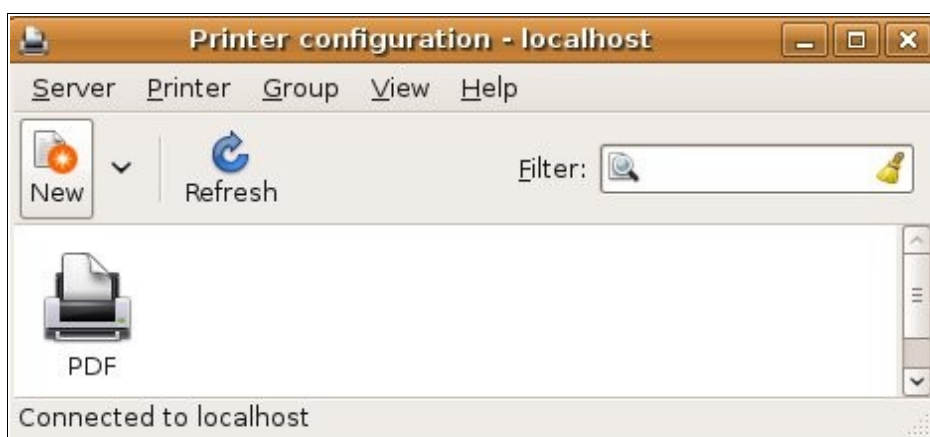 Printer configuration - localhost
Server Printer Group View Help
New Refresh Filter:
PDF
Connected to localhost